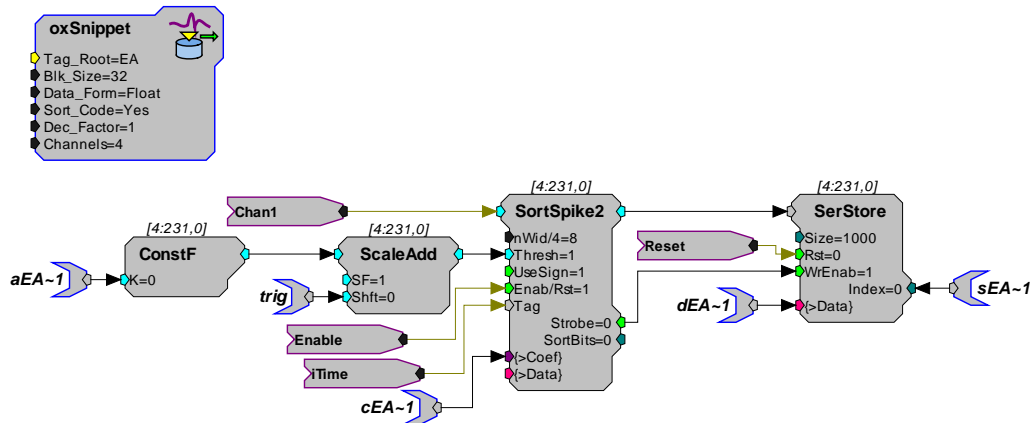 oxSnippet
Tag_Root=EA
Blk_Size=32
Data_Form=Float
Sort_Code=Yes
Dec_Factor=1
Channels=4
[4:231,0]
[4:231,0]
SortSpike2
SerStore
Chan1
nWid/4=8
Size=1000
[4:231,0]
[4:231,0]
ConstF
ScaleAdd
Thresh=1
Reset
Rst=0
UseSign=1
WrEnab=1
aEA~1
K=0
SF=1
Enab/Rst=1
Index=0
sEA~1
trig
Shft=0
Tag
dEA~1
{>Data}
Strobe=0
Enable
SortBits=0
{>Coef}
iTime
{>Data}
cEA~1